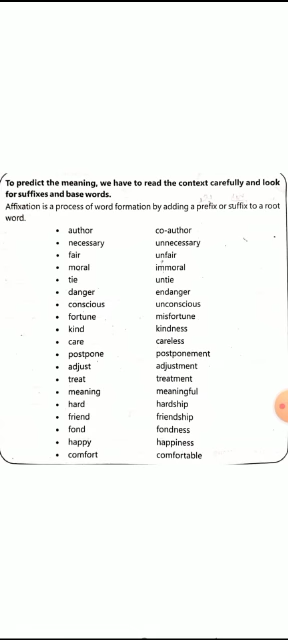 To predict the meaning, we have to read the context carefully and look
for suffixes and base words.
Affixation is a process of word formation by adding a prefix or suffix to a root
word.
• author co-author
• necessary unnecessary
• fair unfair
• moral immoral
• tie untie
• danger endanger
• conscious unconscious
• fortune misfortune
• kind kindness
• care careless
• postpone postponement
• adjust adjustment
• treat treatment
• meaning meaningful
• hard hardship
• friend friendship
• fond fondness
• happy happiness
• comfort comfortable